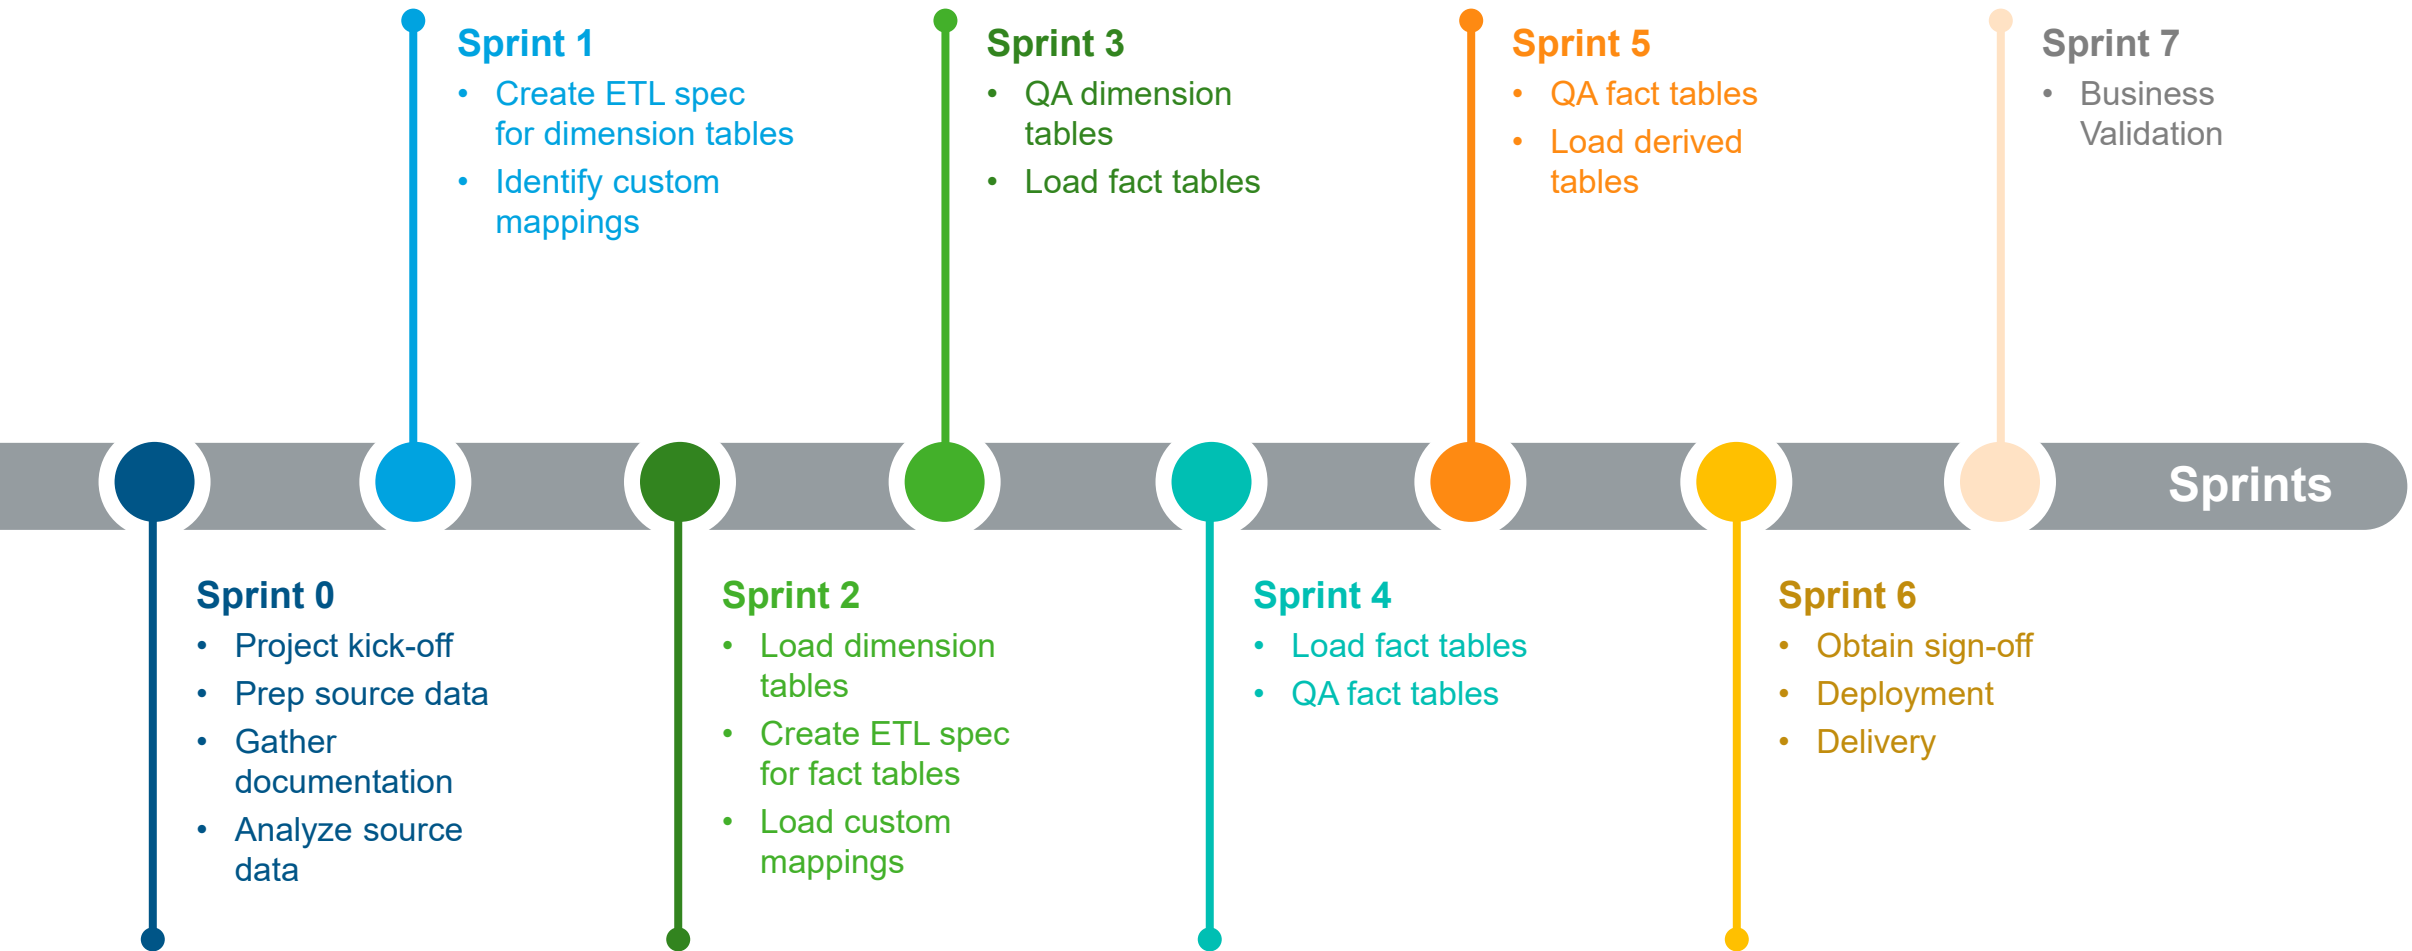 Sprint 1
• Create ETL spec
for dimension tables
• Identify custom
mappings
Sprint 3
• QA dimension
tables
• Load fact tables
Sprint 5
• QA fact tables
• Load derived
tables
Sprint 7
• Business
Validation
Sprints
Sprint 0
• Project kick-off
• Prep source data
• Gather
documentation
• Analyze source
data
Sprint 2
• Load dimension
tables
• Create ETL spec
for fact tables
• Load custom
mappings
Sprint 4
• Load fact tables
• QA fact tables
Sprint 6
• Obtain sign-off
• Deployment
• Delivery